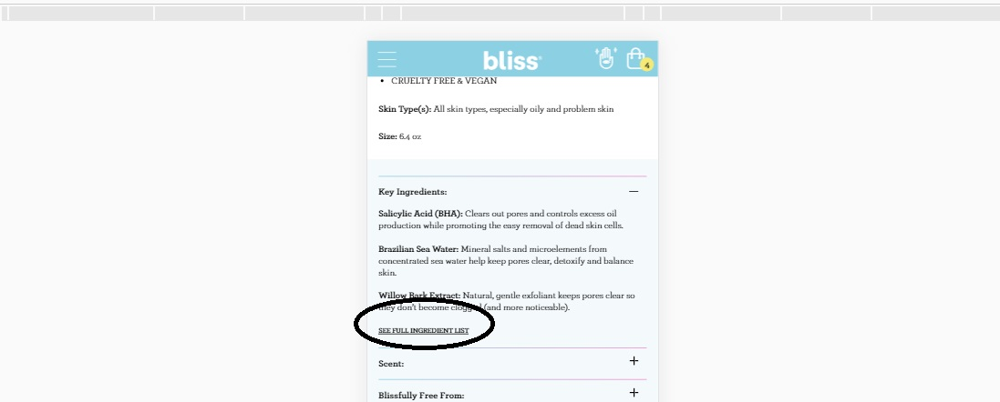 bliss
4
• CRUELTY FREE & VEGAN
Skin Type(s): All skin types, especially oily and problem skin
Size: 6.4 oz
Key Ingredients:
Salicylic Acid (BHA): Clears out pores and controls excess oil
production while promoting the easy removal of dead skin cells.
Brazilian Sea Water: Mineral salts and microelements from
concentrated sea water help keep pores clear, detoxify and balance
skin.
Willow Bark Extract: Natural, gentle exfoliant keeps pores clear so
they don't become clogged (and more noticeable).
SEE FULL INGREDIENT LIST
Scent:
Blissfully Free From: